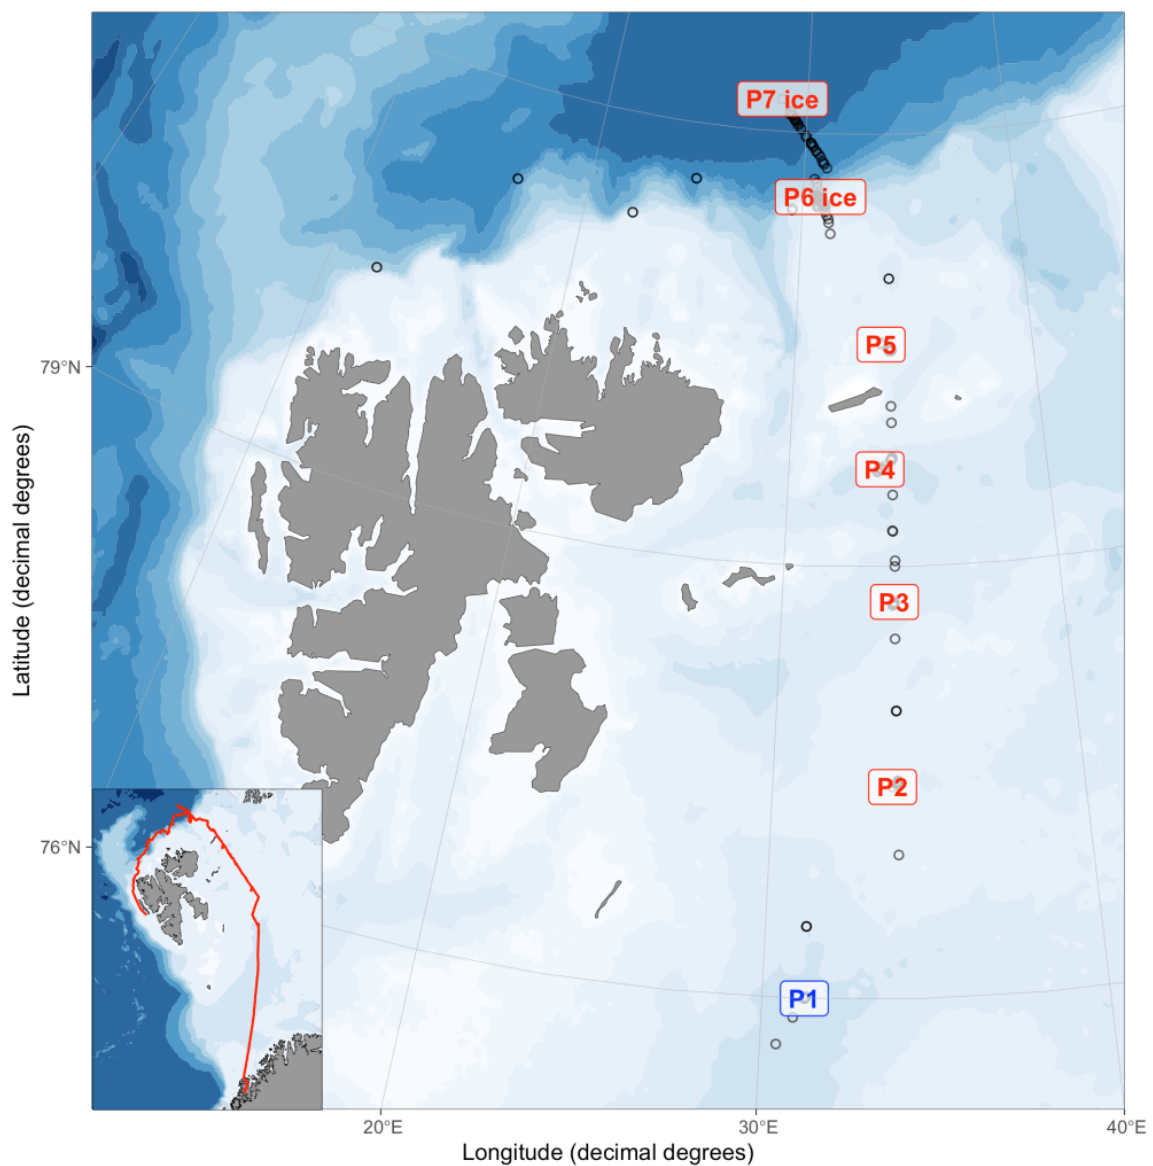 P7 ice
P6 ice
P5
79°N
P4
P3
P2
76°N
P1
20°E
30°E
40°E
Longitude (decimal degrees)
Latitude (decimal degrees)